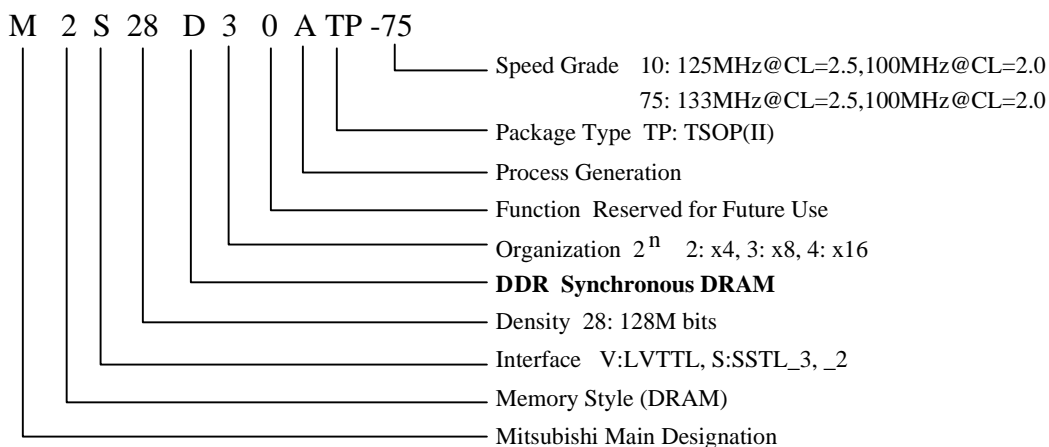 M 2 S 28 D 3 0 A TP -75
Speed Grade 10: 125MHz@CL=2.5,100MHz@CL=2.0
75: 133MHz@CL=2.5,100MHz@CL=2.0
Package Type TP: TSOP(II)
Process Generation
Function Reserved for Future Use
Organization 2ⁿ 2: x4, 3: x8, 4: x16
DDR Synchronous DRAM
Density 28: 128M bits
Interface V:LVTTL, S:SSTL_3, _2
Memory Style (DRAM)
Mitsubishi Main Designation